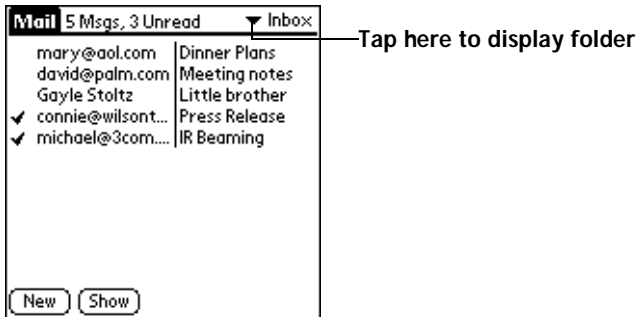 Mail 5 Msgs, 3 Unread Inbox
Tap here to display folder
mary@aol.com Dinner Plans
david@palm.com Meeting notes
Gayle Stoltz Little brother
connie@wilsont... Press Release
michael@3com.... IR Beaming
New Show